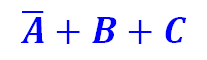 A̅ + B + C